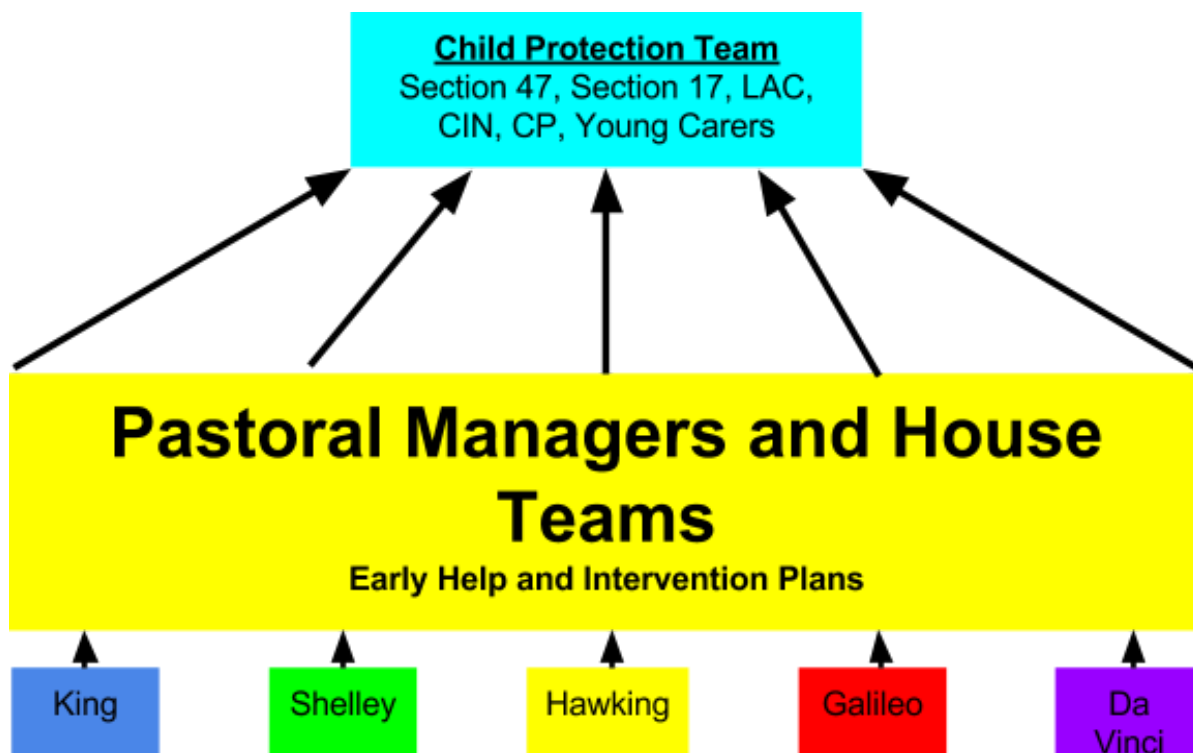 Child Protection Team
Section 47, Section 17, LAC,
CIN, CP, Young Carers
Pastoral Managers and House
Teams
Early Help and Intervention Plans
King
Shelley
Hawking
Galileo
Da
Vinci